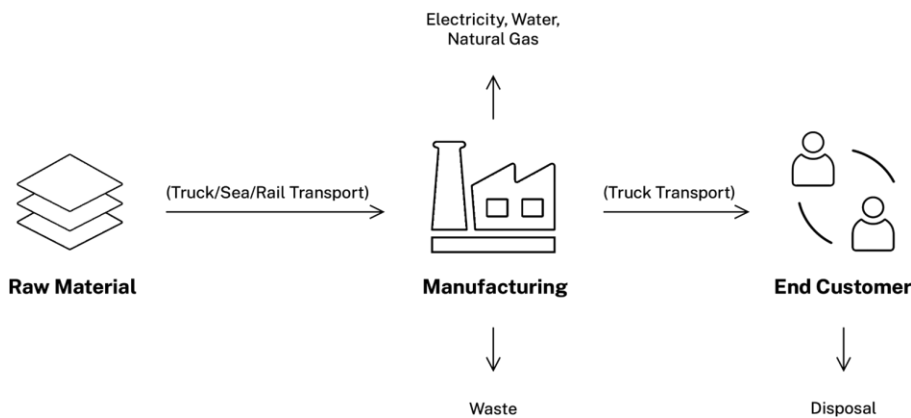 Electricity, Water,
Natural Gas
(Truck/Sea/Rail Transport)
(Truck Transport)
Raw Material
Manufacturing
End Customer
Waste
Disposal